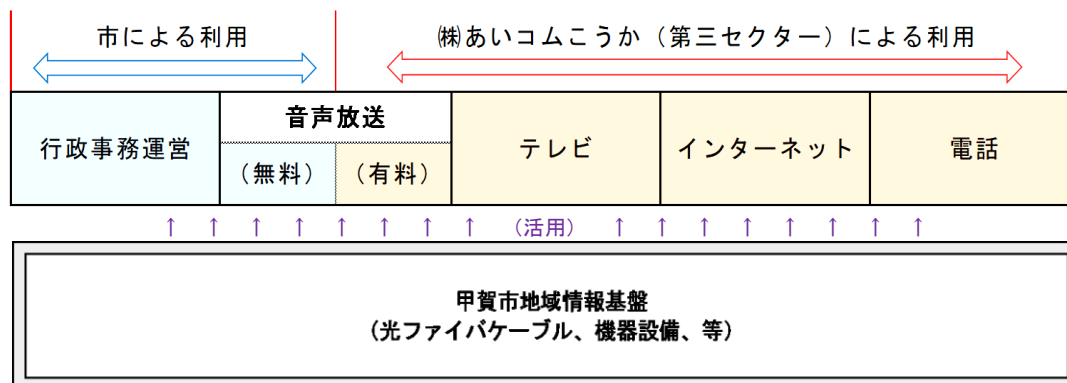 市による利用
㈱あいコムこうか（第三セクター）による利用
行政事務運営
音声放送
（無料）
（有料）
テレビ
インターネット
電話
↑ ↑ ↑ ↑ ↑ ↑ ↑ ↑ （活用） ↑ ↑ ↑ ↑ ↑ ↑ ↑ ↑
甲賀市地域情報基盤
（光ファイバケーブル、機器設備、等）